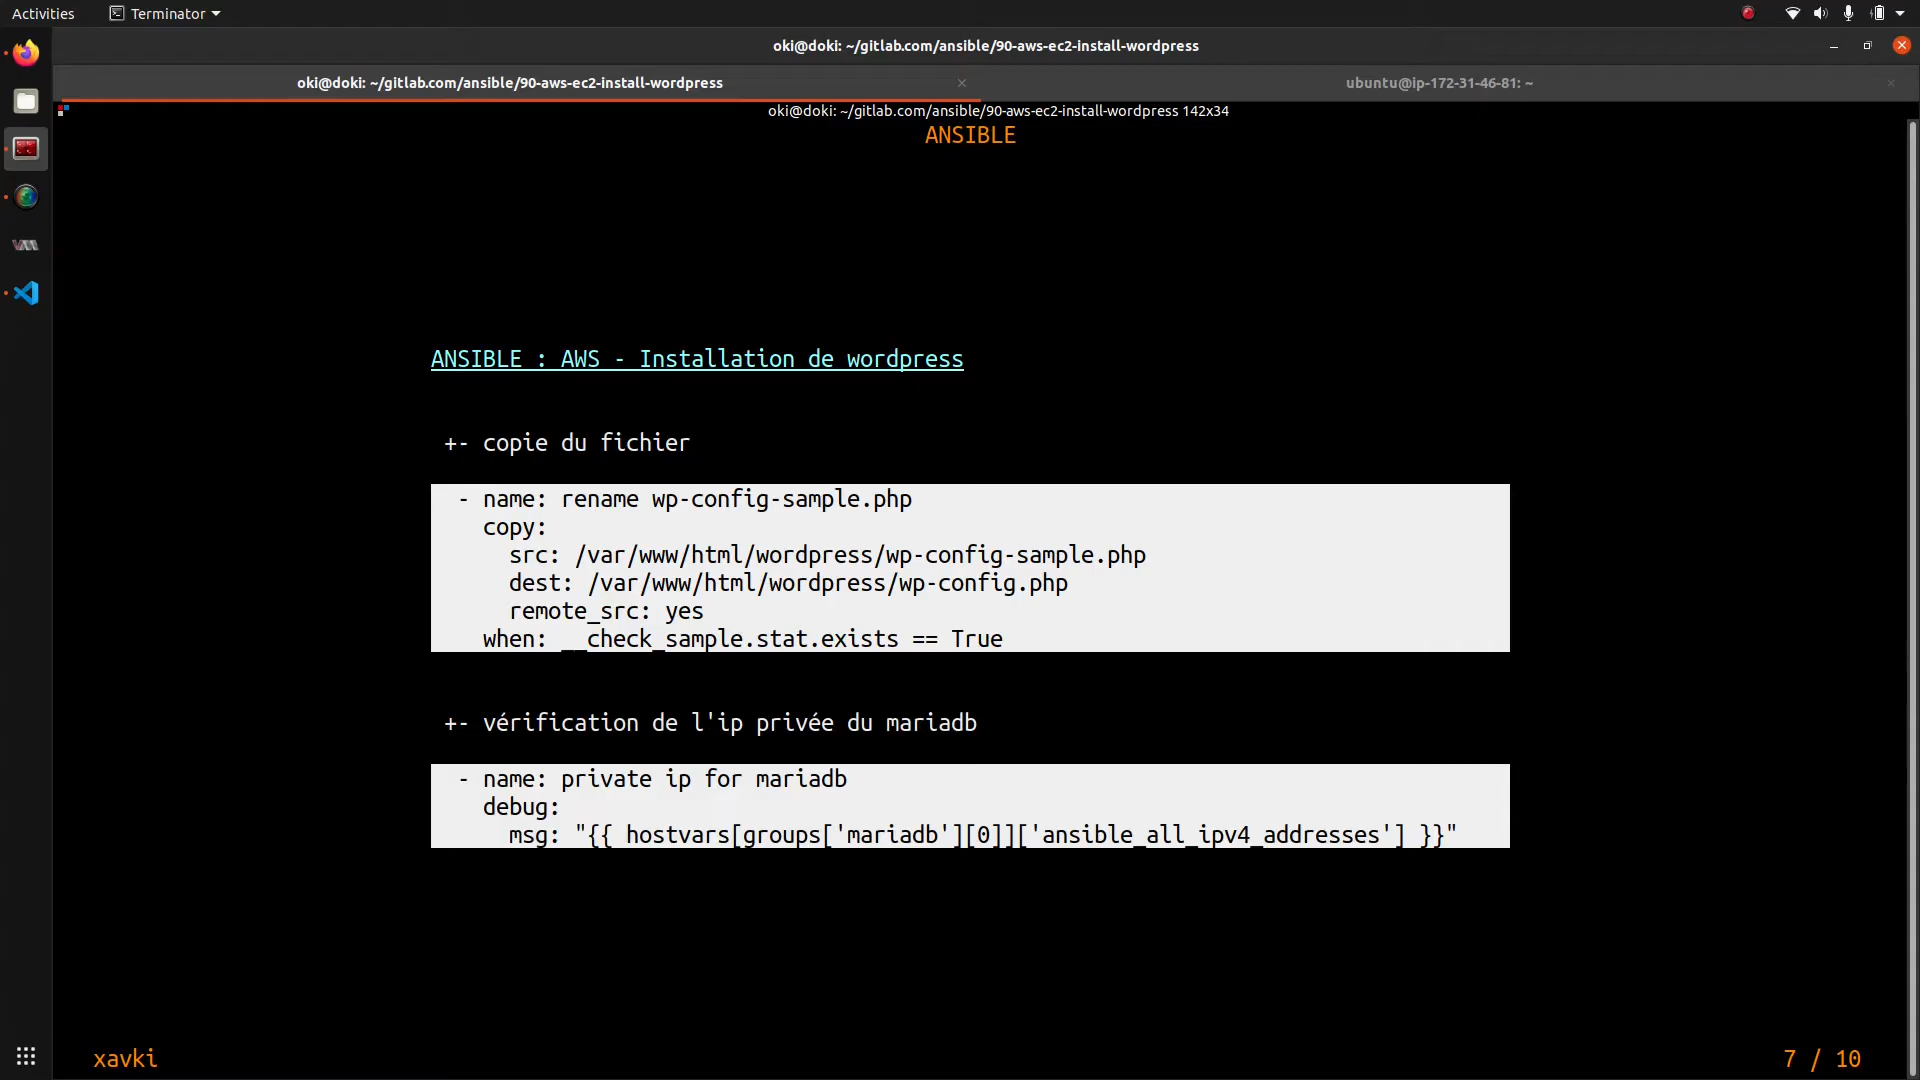 Activities
Terminator
oki@doki: ~/gitlab.com/ansible/90-aws-ec2-install-wordpress
oki@doki: ~/gitlab.com/ansible/90-aws-ec2-install-wordpress
ubuntu@ip-172-31-46-81: ~
oki@doki: ~/gitlab.com/ansible/90-aws-ec2-install-wordpress 142x34
ANSIBLE
ANSIBLE : AWS - Installation de wordpress
+- copie du fichier
- name: rename wp-config-sample.php
copy:
src: /var/www/html/wordpress/wp-config-sample.php
dest: /var/www/html/wordpress/wp-config.php
remote_src: yes
when: __check_sample.stat.exists == True
+- vérification de l'ip privée du mariadb
- name: private ip for mariadb
debug:
msg: "{{ hostvars[groups['mariadb'][0]]['ansible_all_ipv4_addresses'] }}"
xavki
7 / 10